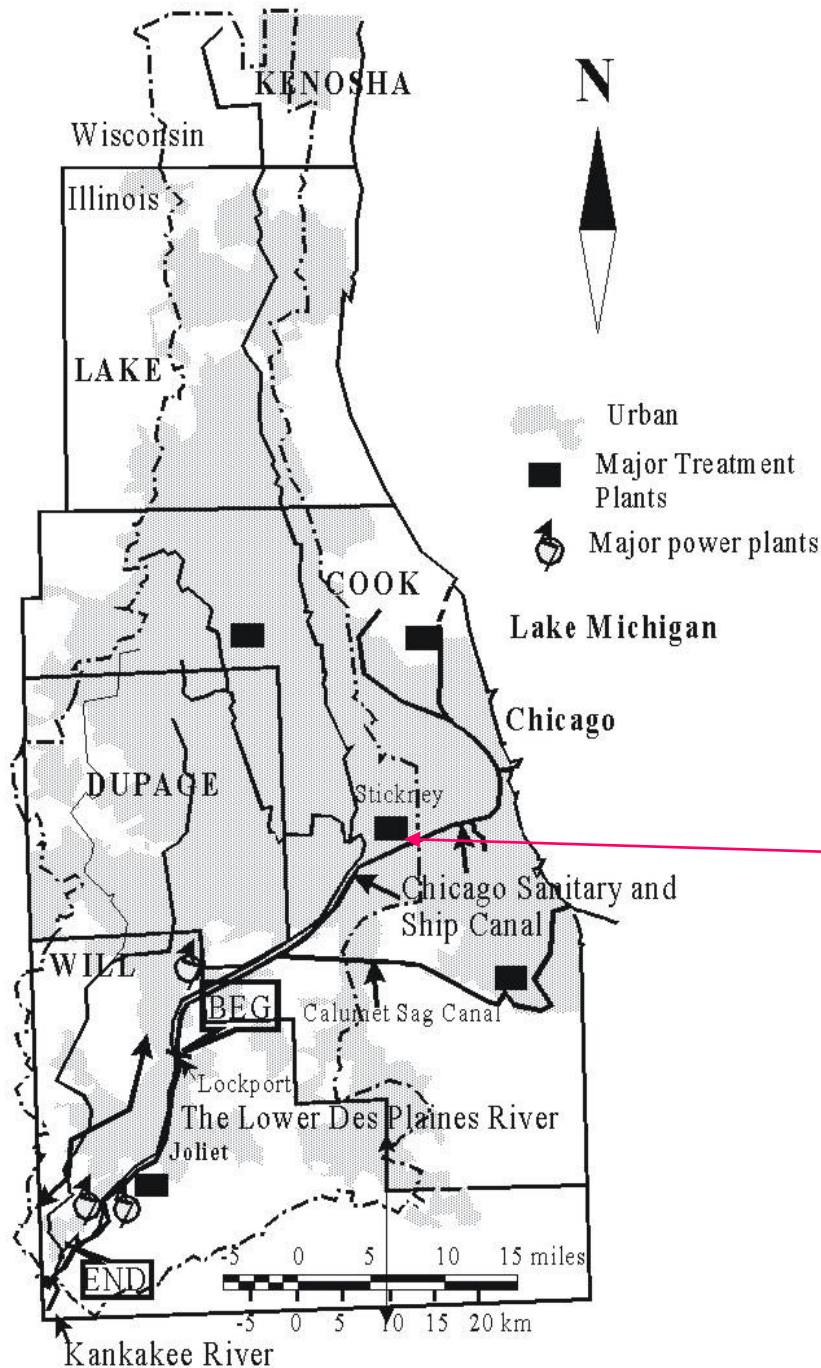 KENOSHA
N
Wisconsin
Illinois
LAKE
Urban
Major Treatment
Plants
Major power plants
COOK
Lake Michigan
Chicago
DUPAGE
Stickney
Chicago Sanitary and
Ship Canal
WILL
BEG
Calumet Sag Canal
Lockport
The Lower Des Plaines River
Joliet
-5 0 5 10 15 miles
END
-5 0 5 10 15 20 km
Kankakee River